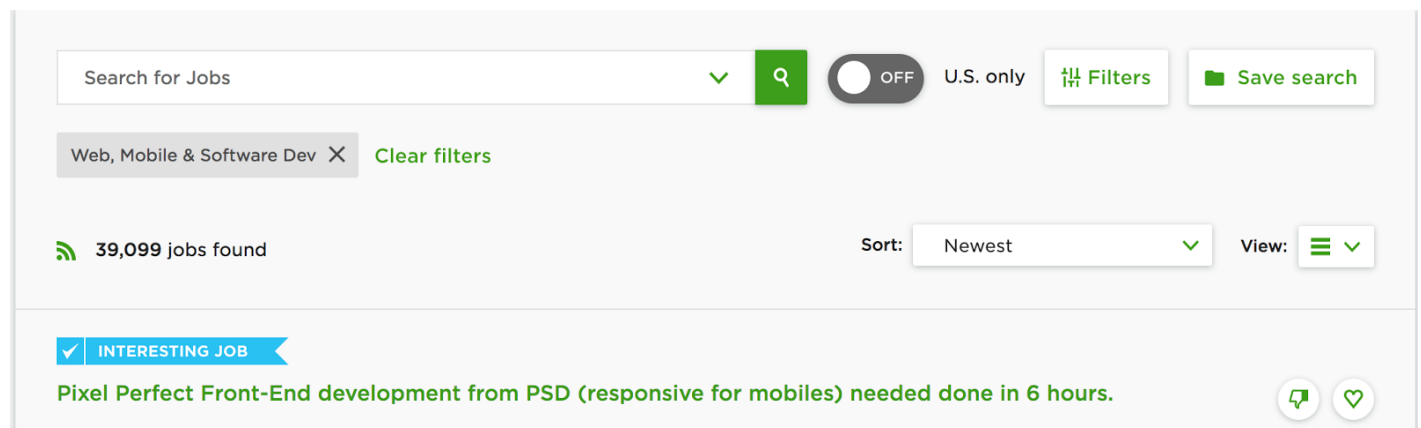 Search for Jobs
OFF
U.S. only
Filters
Save search
Web, Mobile & Software Dev
Clear filters
39,099 jobs found
Sort:
Newest
View:
INTERESTING JOB
Pixel Perfect Front-End development from PSD (responsive for mobiles) needed done in 6 hours.